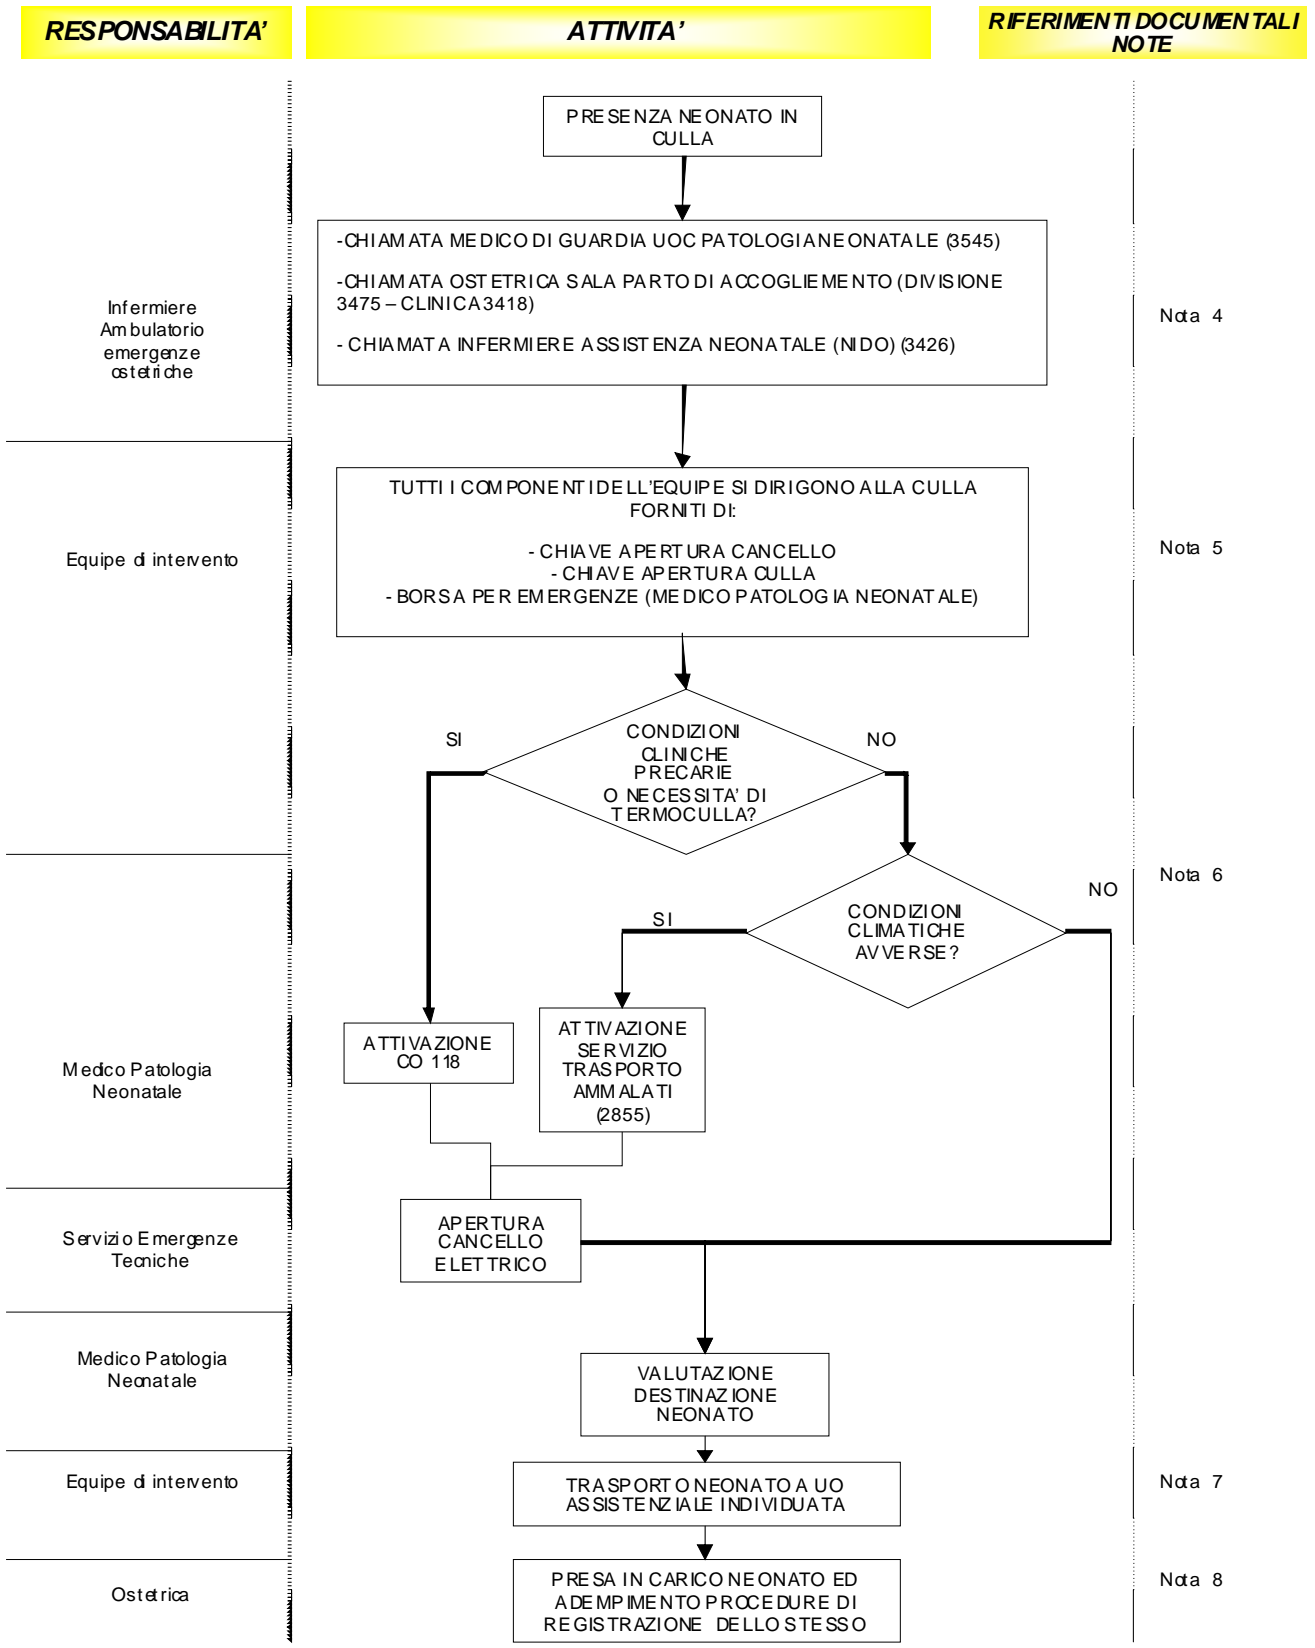 RESPONSABILITA’
ATTIVITA’
RIFERIMENTI DOCUMENTALI
NOTE
PRESENZA NEONATO IN
CULLA
-CHIAMATA MEDICO DI GUARDIA UOC PATOLOGIA NEONATALE (3545)
-CHIAMATA OSTETRICA SALA PARTO DI ACCOGLIEMENTO (DIVISIONE
3475 – CLINICA 3418)
- CHIAMATA INFERMIERE ASSISTENZA NEONATALE (NIDO) (3426)
Infermiere
Ambulatorio
emergenze
ostetriche
Nota 4
TUTTI I COMPONENTI DELL’EQUIPE SI DIRIGONO ALLA CULLA
FORNITI DI:
- CHIAVE APERTURA CANCELLO
- CHIAVE APERTURA CULLA
- BORSA PER EMERGENZE (MEDICO PATOLOGIA NEONATALE)
Equipe di intervento
Nota 5
SI
CONDIZIONI
CLINICHE
PRECARIE
O NECESSITA’ DI
TERMOCULLA?
NO
Nota 6
SI
CONDIZIONI
CLIMATICHE
AVVERSE?
NO
Medico Patologia
Neonatale
ATTIVAZIONE
CO 118
ATTIVAZIONE
SERVIZIO
TRASPORTO
AMMALATI
(2855)
Servizio Emergenze
Tecniche
APERTURA
CANCELLO
ELETTRICO
Medico Patologia
Neonatale
VALUTAZIONE
DESTINAZIONE
NEONATO
Equipe di intervento
TRASPORTO NEONATO A UO
ASSISTENZIALE INDIVIDUATA
Nota 7
Ostetrica
PRESA IN CARICO NEONATO ED
ADEMPIMENTO PROCEDURE DI
REGISTRAZIONE DELLO STESSO
Nota 8